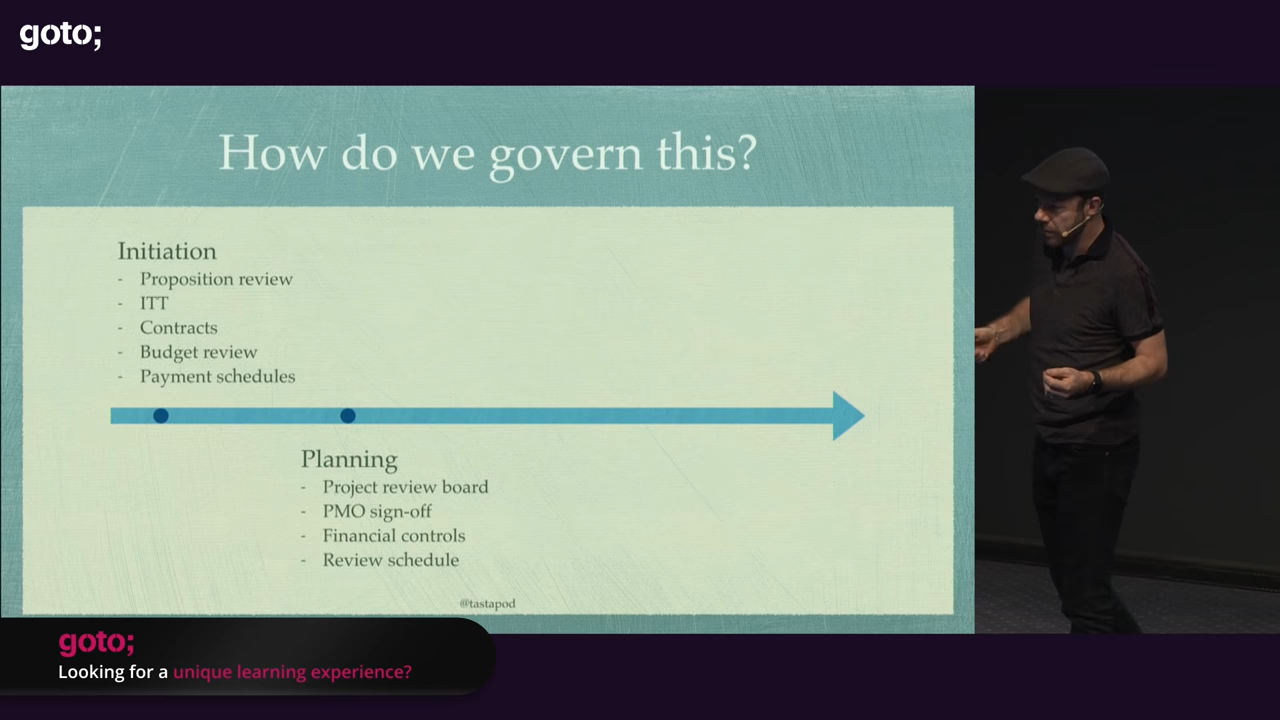 goto;
How do we govern this?
Initiation
- Proposition review
- ITT
- Contracts
- Budget review
- Payment schedules
Planning
- Project review board
- PMO sign-off
- Financial controls
- Review schedule
@tastapod
goto;
Looking for a unique learning experience?